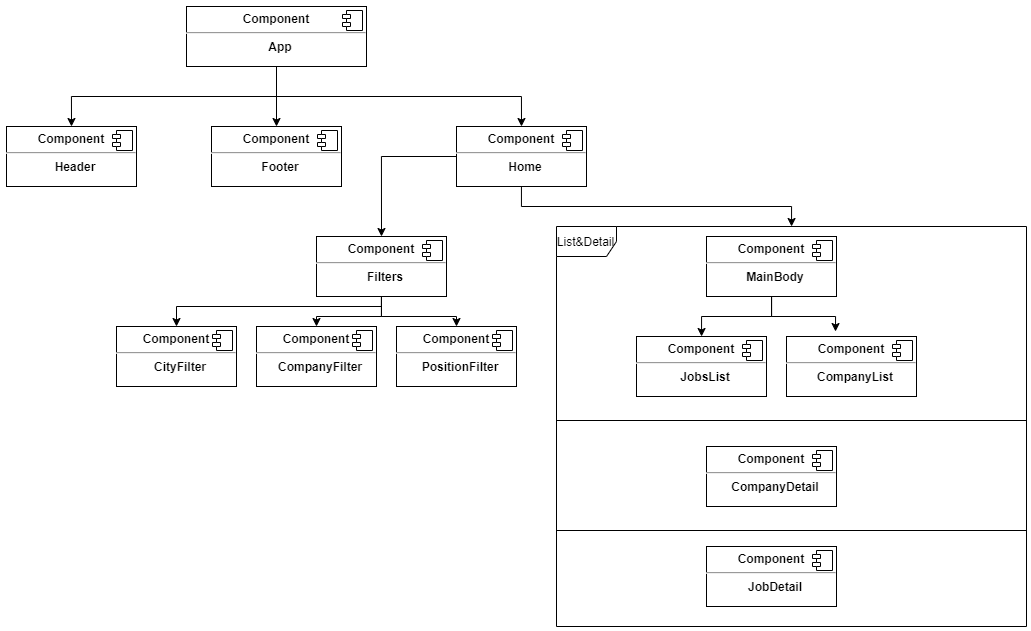 Component
App
Component
Header
Component
Footer
Component
Home
Component
Filters
Component
CityFilter
Component
CompanyFilter
Component
PositionFilter
List&Detail
Component
MainBody
Component
JobsList
Component
CompanyList
Component
CompanyDetail
Component
JobDetail